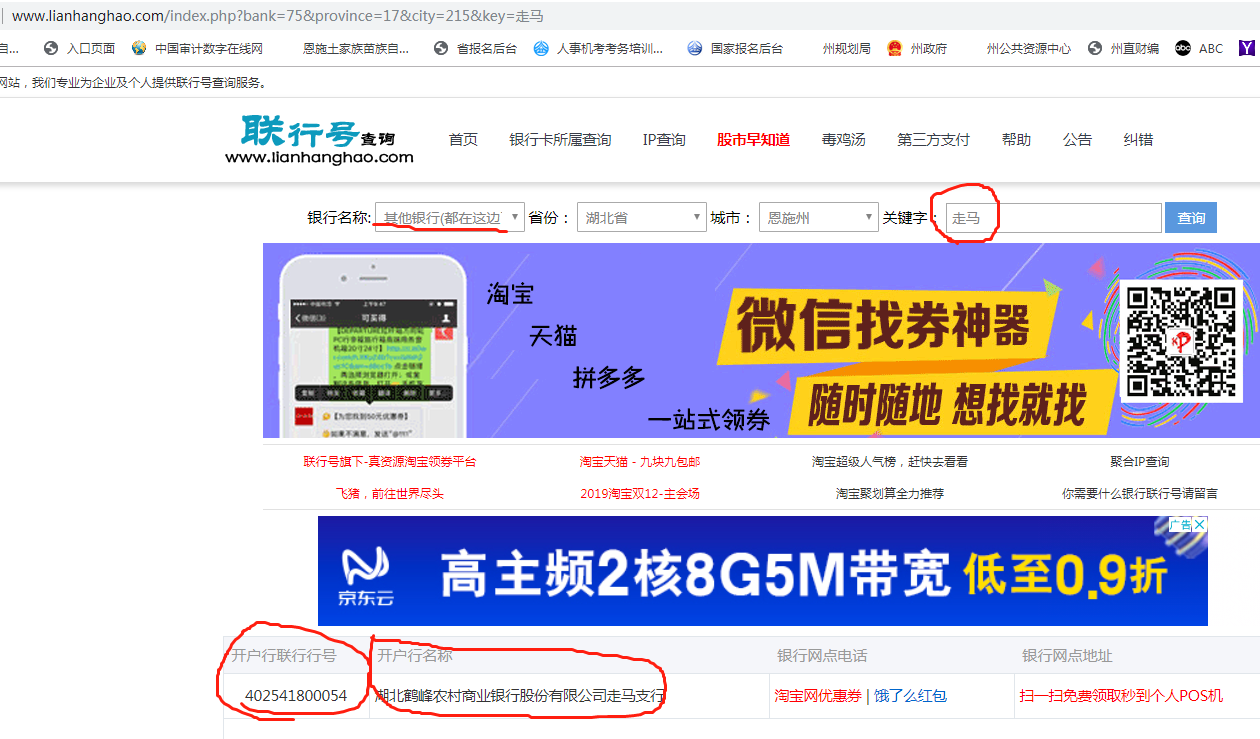 www.lianhanghao.com/index.php?bank=75&province=17&city=215&key=走马
自... 入口页面 中国审计数字在线网 恩施土家族苗族自... 省报名后台 人事机考考务培训... 国家报名后台 州规划局 州政府 州公共资源中心 州直财编 abc ABC Y
网站，我们专业为企业及个人提供联行号查询服务。
联行号查询
www.lianhanghao.com
首页 银行卡所属查询 IP查询 股市早知道 毒鸡汤 第三方支付 帮助 公告 纠错
银行名称: 其他银行(都在这边 省份： 湖北省 城市： 恩施州 关键字： 走马 查询
淘宝
天猫
拼多多
一站式领券
微信找券神器
随时随地 想找就找
联行号旗下-真资源淘宝领券平台 淘宝天猫 - 九块九包邮 淘宝超级人气榜，赶快去看看 聚合IP查询
飞猪，前往世界尽头 2019淘宝双12-主会场 淘宝聚划算全力推荐 你需要什么银行联行号请留言
广告
京东云
高主频2核8G5M带宽 低至0.9折
开户行联行行号 开户行名称 银行网点电话 银行网点地址
402541800054 湖北鹤峰农村商业银行股份有限公司走马支行 淘宝网优惠券 | 饿了么红包 扫一扫免费领取秒到个人POS机